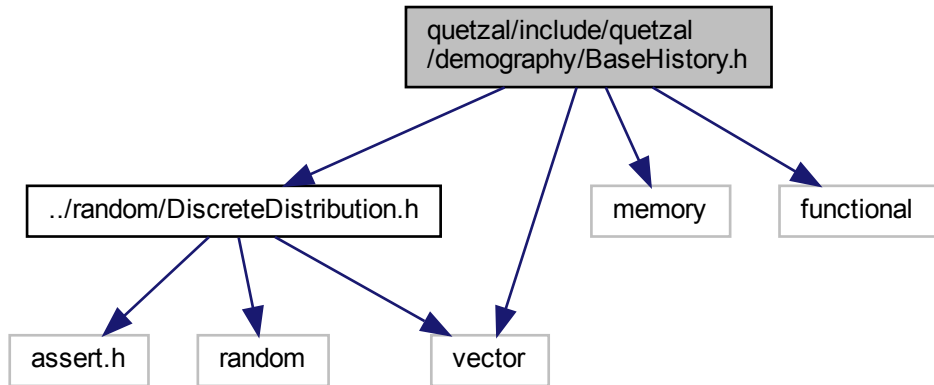 quetzal/include/quetzal
/demography/BaseHistory.h
../random/DiscreteDistribution.h
memory
functional
assert.h
random
vector